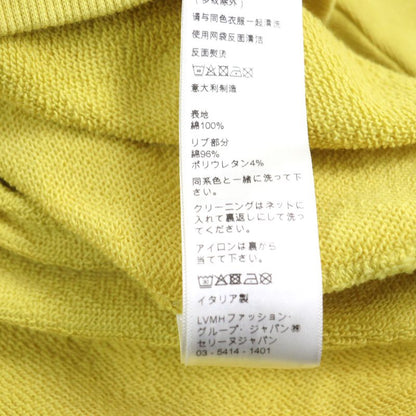 请与同色衣服一起清洗
使用网袋反面清洁
反面熨烫
意大利制造
表地
綿100%
リブ部分
綿96%
ポリウレタン4%
同系色と一緒に洗って下
さい。
クリーニングはネットに
入れて裏返しにして洗っ
てください。
アイロンは裏から
当てて下さい。
イタリア製
LVMHファッション・
グループ・ジャパン㈱
セリーヌジャパン
03 - 5414 - 1401